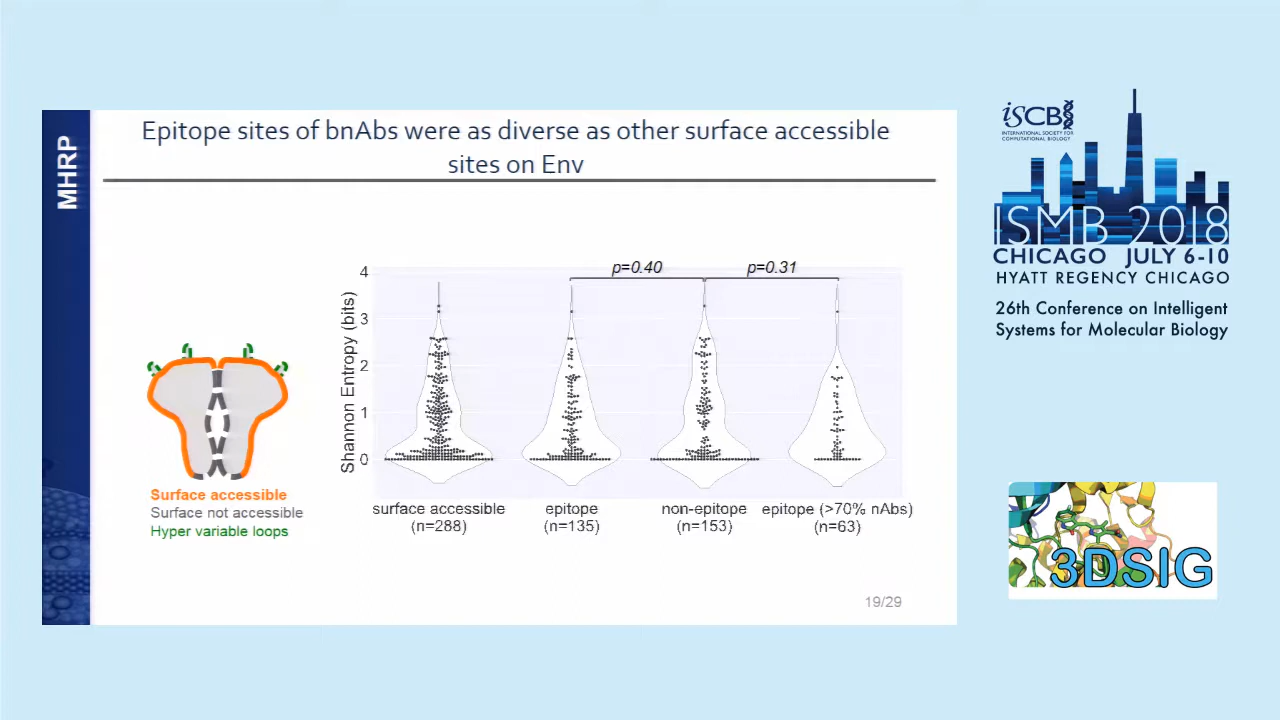 MHRP
Epitope sites of bnAbs were as diverse as other surface accessible
sites on Env
p=0.40
p=0.31
4
3
2
1
0
Shannon Entropy (bits)
surface accessible
(n=288)
epitope
(n=135)
non-epitope
(n=153)
epitope (>70% nAbs)
(n=63)
Surface accessible
Surface not accessible
Hyper variable loops
19/29
iSCB
INTERNATIONAL SOCIETY FOR
COMPUTATIONAL BIOLOGY
ISMB 2018
CHICAGO JULY 6-10
HYATT REGENCY CHICAGO
26th Conference on Intelligent
Systems for Molecular Biology
3DSIG